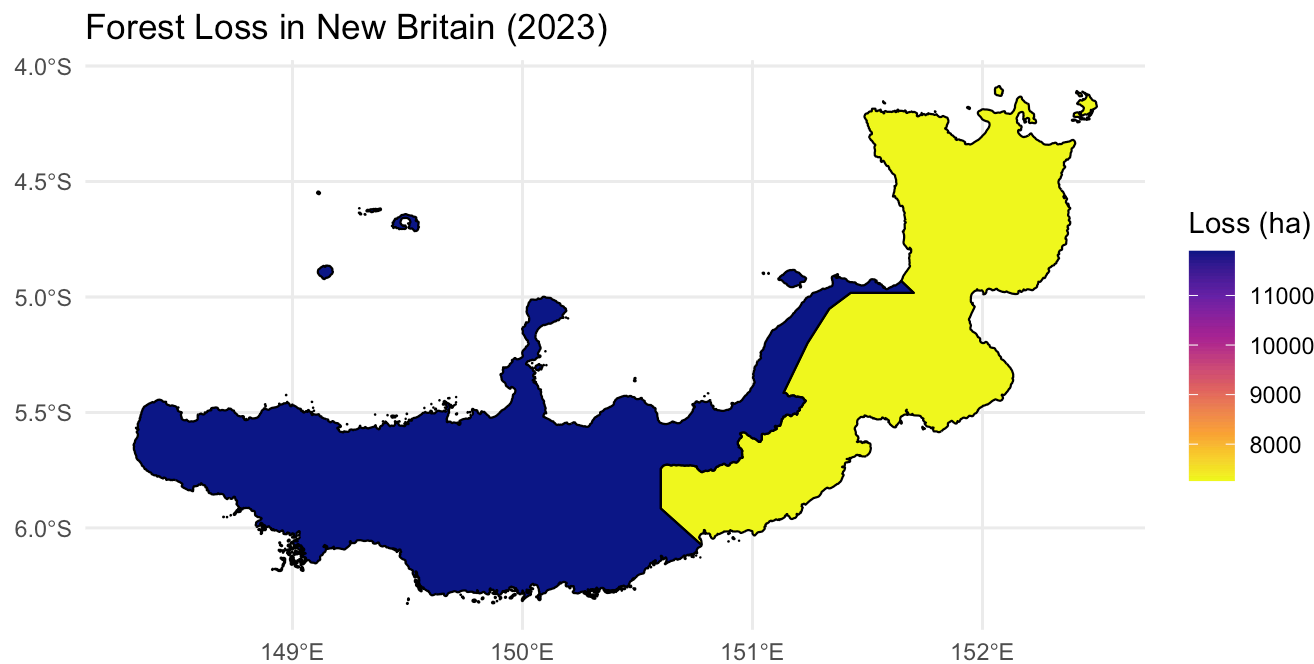 Forest Loss in New Britain (2023)
4.0°S
4.5°S
5.0°S
5.5°S
6.0°S
149°E
150°E
151°E
152°E
Loss (ha)
11000
10000
9000
8000